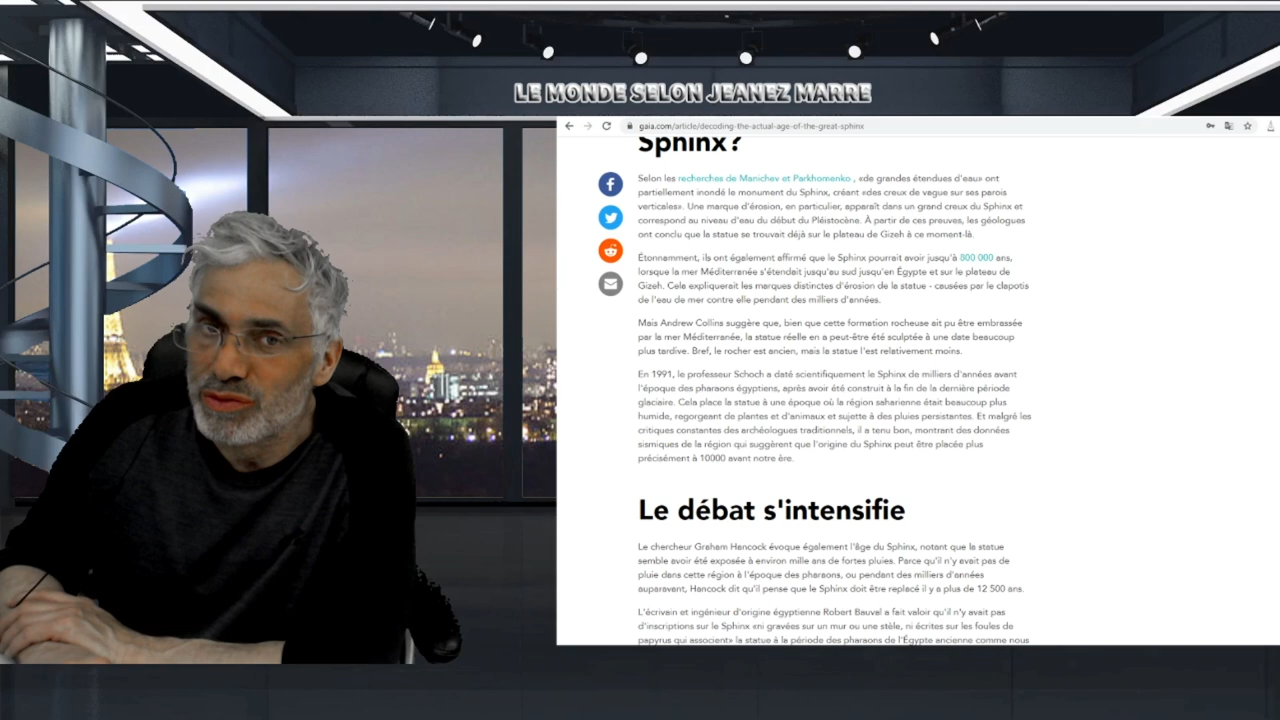 LE MONDE SELON JEANEZ MARRE
gaia.com/article/decoding-the-actual-age-of-the-great-sphinx
Sphinx?
Selon les recherches de Manichev et Parkhomenko , «de grandes étendues d'eau» ont
partiellement inondé le monument du Sphinx, créant «des creux de vague sur ses parois
verticales». Une marque d'érosion, en particulier, apparaît dans un grand creux du Sphinx et
correspond au niveau d'eau du début du Pléistocène. À partir de ces preuves, les géologues
ont conclu que la statue se trouvait déjà sur le plateau de Gizeh à ce moment-là.
Étonnamment, ils ont également affirmé que le Sphinx pourrait avoir jusqu'à 800 000 ans,
lorsque la mer Méditerranée s'étendait jusqu'au sud jusqu'en Égypte et sur le plateau de
Gizeh. Cela expliquerait les marques distinctes d'érosion de la statue - causées par le clapotis
de l'eau de mer contre elle pendant des milliers d'années.
Mais Andrew Collins suggère que, bien que cette formation rocheuse ait pu être embrassée
par la mer Méditerranée, la statue réelle en a peut-être été sculptée à une date beaucoup
plus tardive. Bref, le rocher est ancien, mais la statue l'est relativement moins.
En 1991, le professeur Schoch a daté scientifiquement le Sphinx de milliers d'années avant
l'époque des pharaons égyptiens, après avoir été construit à la fin de la dernière période
glaciaire. Cela place la statue à une époque où la région saharienne était beaucoup plus
humide, regorgeant de plantes et d'animaux et sujette à des pluies persistantes. Et malgré les
critiques constantes des archéologues traditionnels, il a tenu bon, montrant des données
sismiques de la région qui suggèrent que l'origine du Sphinx peut être placée plus
précisément à 10000 avant notre ère.
Le débat s'intensifie
Le chercheur Graham Hancock évoque également l'âge du Sphinx, notant que la statue
semble avoir été exposée à environ mille ans de fortes pluies. Parce qu'il n'y avait pas de
pluie dans cette région à l'époque des pharaons, ou pendant des milliers d'années
auparavant, Hancock dit qu'il pense que le Sphinx doit être replacé il y a plus de 12 500 ans.
L'écrivain et ingénieur d'origine égyptienne Robert Bauval a fait valoir qu'il n'y avait pas
d'inscriptions sur le Sphinx «ni gravées sur un mur ou une stèle, ni écrites sur les foules de
papyrus qui associent» la statue à la période des pharaons de l'Égypte ancienne comme nous